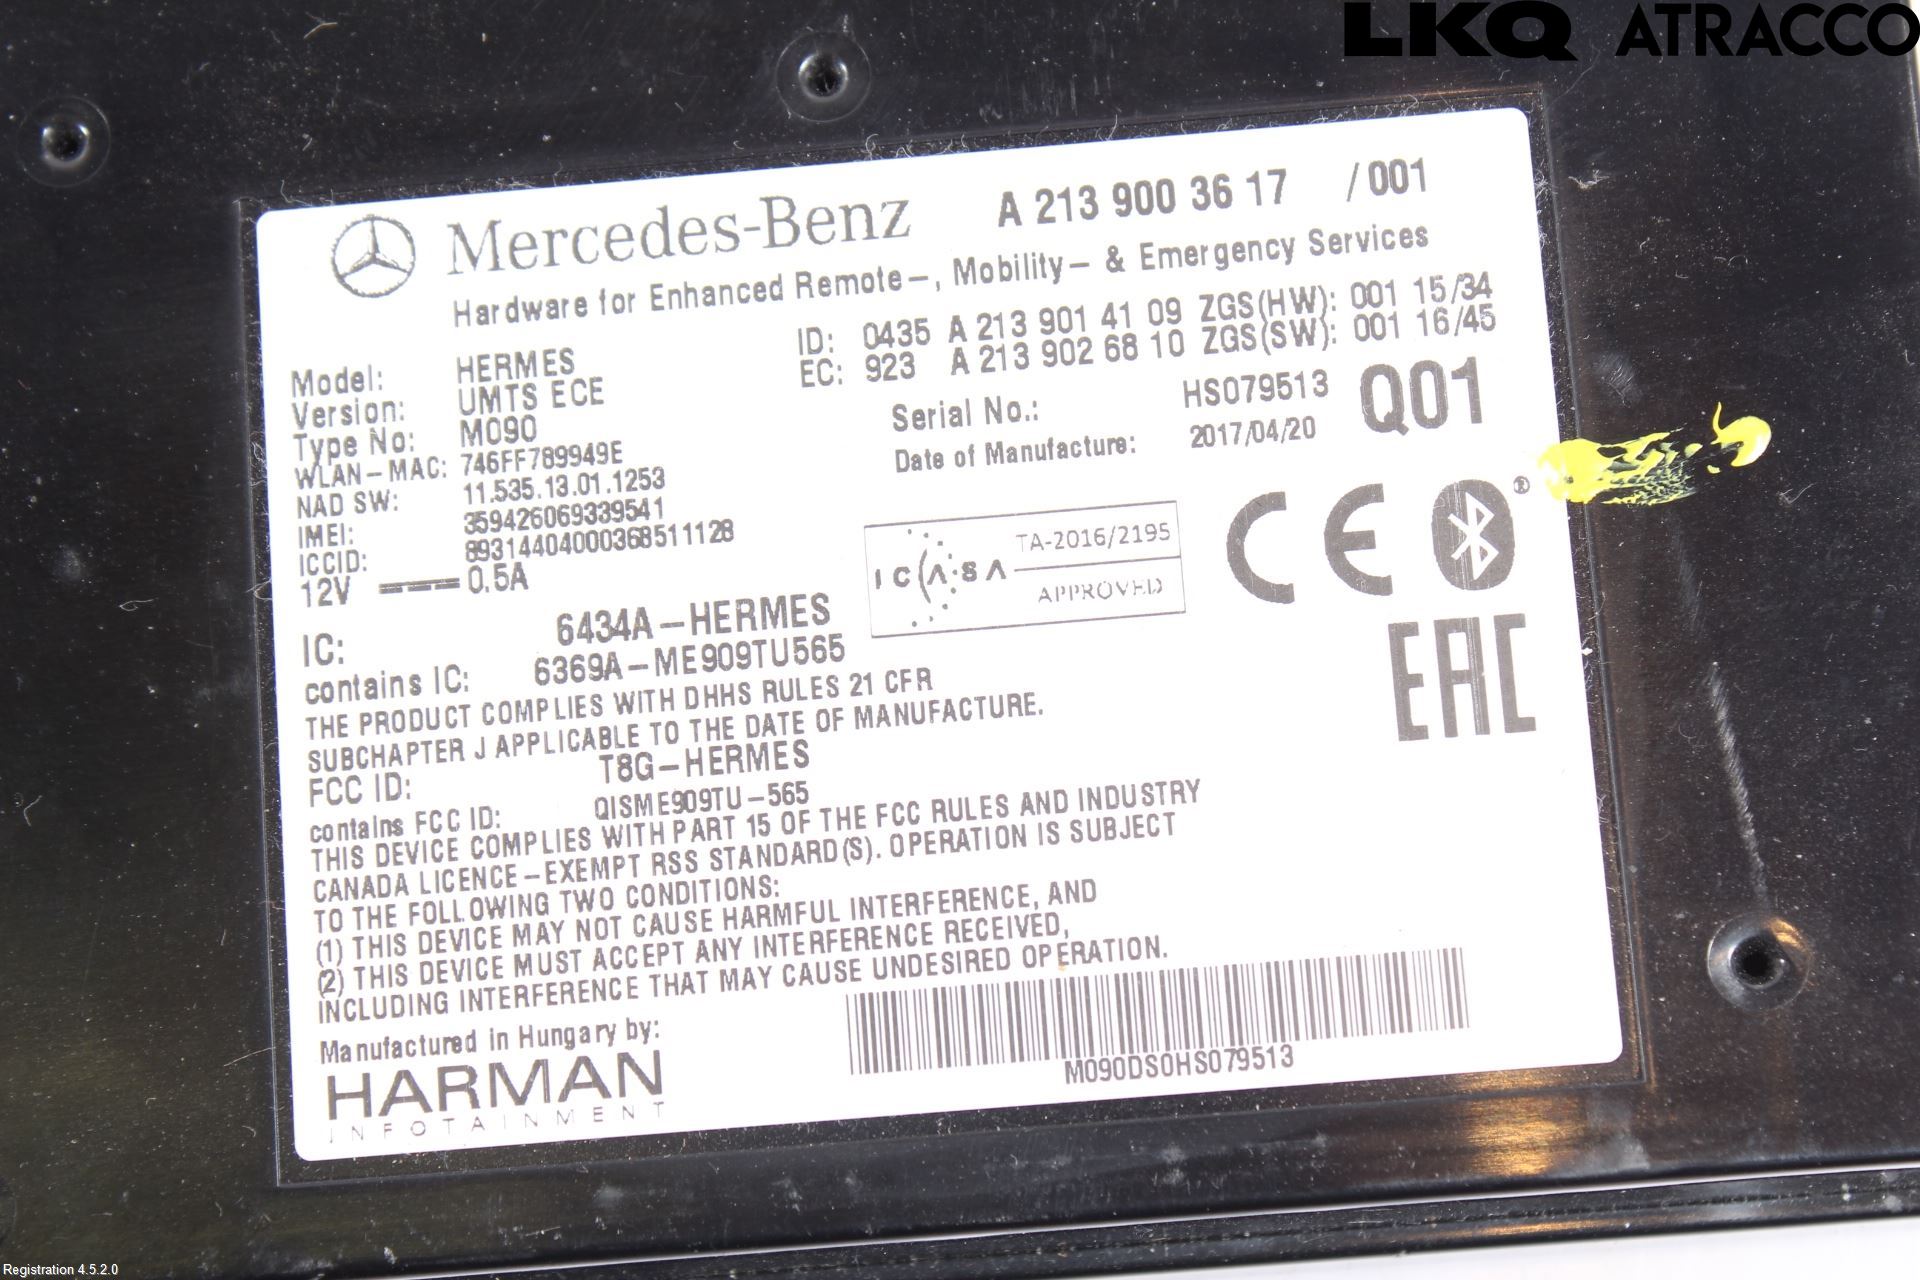 LKQ ATRACCO
Mercedes-Benz A 213 900 36 17 /001
Hardware for Enhanced Remote-, Mobility- & Emergency Services
ID: 0435 A 213 901 41 09 ZGS(HW): 001 15/34
EC: 923 A 213 902 68 10 ZGS(SW): 001 16/45
Model: HERMES
Version: UMTS ECE
Type No: M090
WLAN-MAC: 746FF789949E
NAD SW: 11.535.13.01.1253
IMEI: 359426069339541
ICCID: 89314404000368511128
12V 0.5A
Serial No.: HS079513 Q01
Date of Manufacture: 2017/04/20
ICASA TA-2016/2195
APPROVED
CE ®
EAC
IC: 6434A-HERMES
contains IC: 6369A-ME909TU565
THE PRODUCT COMPLIES WITH DHHS RULES 21 CFR
SUBCHAPTER J APPLICABLE TO THE DATE OF MANUFACTURE.
FCC ID: T8G-HERMES
contains FCC ID: QISME909TU-565
THIS DEVICE COMPLIES WITH PART 15 OF THE FCC RULES AND INDUSTRY
CANADA LICENCE-EXEMPT RSS STANDARD(S). OPERATION IS SUBJECT
TO THE FOLLOWING TWO CONDITIONS:
(1) THIS DEVICE MAY NOT CAUSE HARMFUL INTERFERENCE, AND
(2) THIS DEVICE MUST ACCEPT ANY INTERFERENCE RECEIVED,
INCLUDING INTERFERENCE THAT MAY CAUSE UNDESIRED OPERATION.
Manufactured in Hungary by:
HARMAN
INFOTAINMENT
M090DS0HS079513
Registration 4.5.2.0